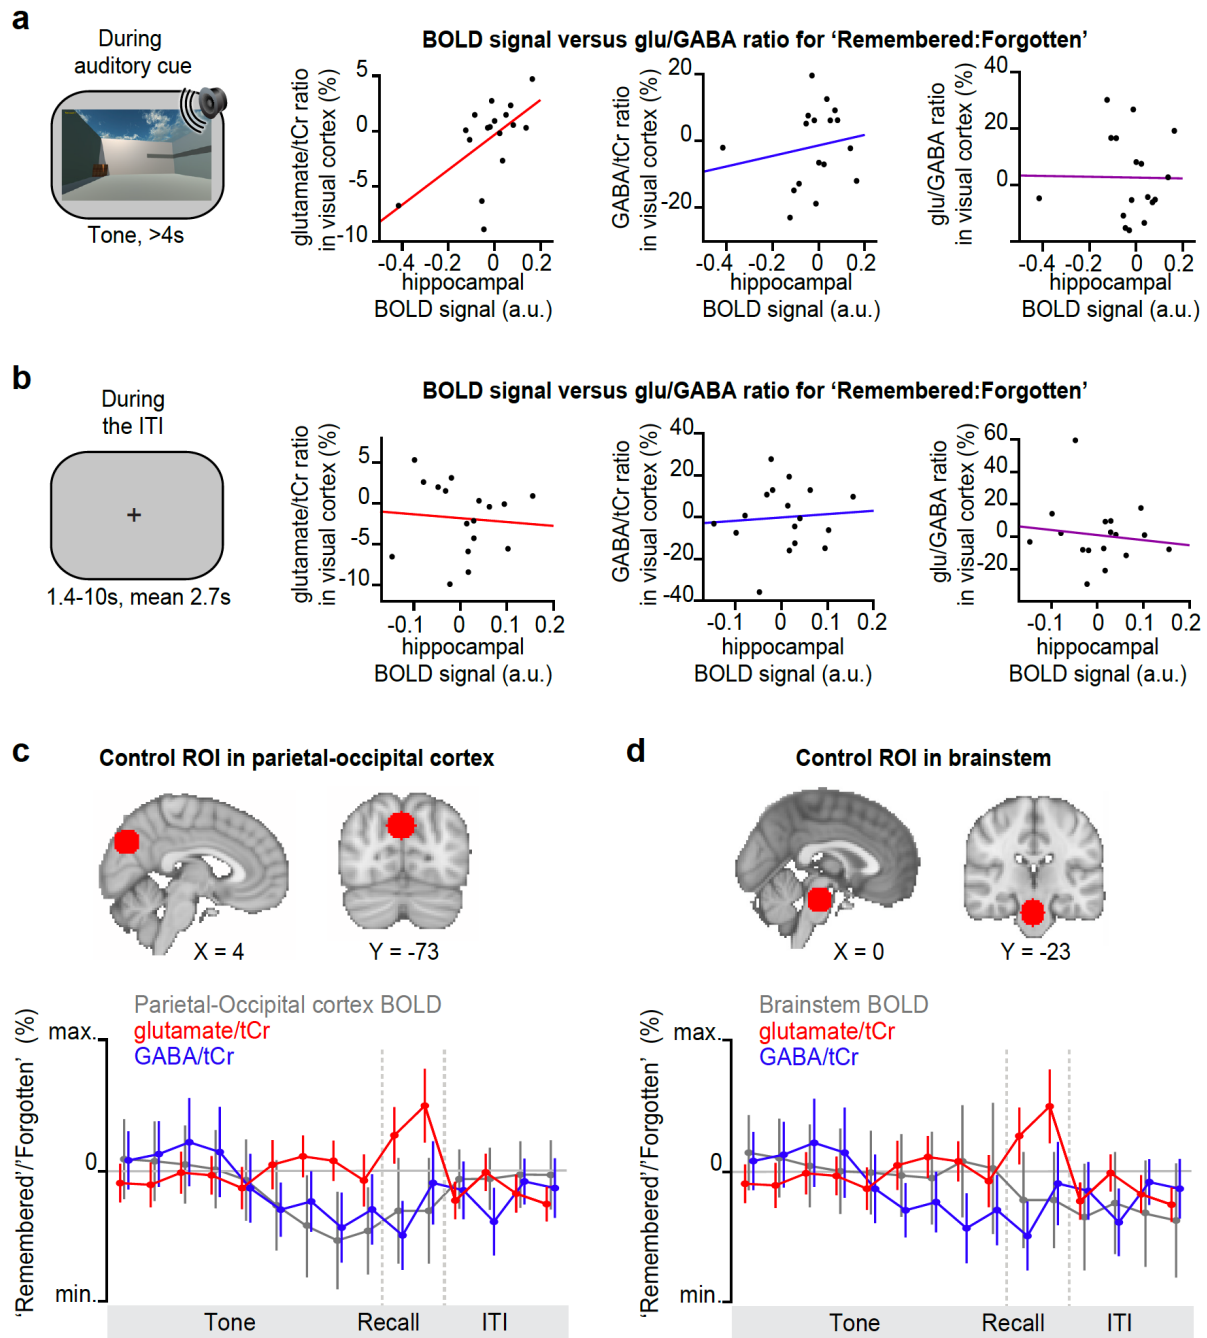 a
During
auditory cue
Tone, >4s
BOLD signal versus glu/GABA ratio for ‘Remembered:Forgotten’
glutamate/tCr ratio
in visual cortex (%)
5
0
-5
-10
-0.4 -0.2 0 0.2
hippocampal
BOLD signal (a.u.)
GABA/tCr ratio
in visual cortex (%)
20
0
-20
-0.4 -0.2 0 0.2
hippocampal
BOLD signal (a.u.)
glu/GABA ratio
in visual cortex (%)
40
20
0
-0.4 -0.2 0 0.2
hippocampal
BOLD signal (a.u.)
b
During
the ITI
+
1.4-10s, mean 2.7s
BOLD signal versus glu/GABA ratio for ‘Remembered:Forgotten’
glutamate/tCr ratio
in visual cortex (%)
5
0
-5
-10
-0.1 0 0.1 0.2
hippocampal
BOLD signal (a.u.)
GABA/tCr ratio
in visual cortex (%)
40
20
0
-20
-40
-0.1 0 0.1 0.2
hippocampal
BOLD signal (a.u.)
glu/GABA ratio
in visual cortex (%)
60
40
20
0
-20
-0.1 0 0.1 0.2
hippocampal
BOLD signal (a.u.)
c
Control ROI in parietal-occipital cortex
X = 4
Y = -73
Parietal-Occipital cortex BOLD
glutamate/tCr
GABA/tCr
‘Remembered’/‘Forgotten’ (%)
max.
0
min.
Tone Recall ITI
d
Control ROI in brainstem
X = 0
Y = -23
Brainstem BOLD
glutamate/tCr
GABA/tCr
‘Remembered’/‘Forgotten’ (%)
max.
0
min.
Tone Recall ITI